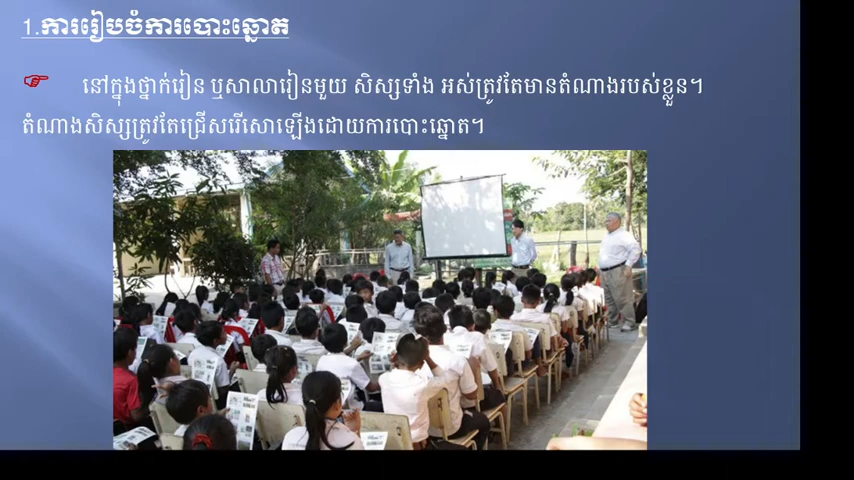 1.ការរៀបចំការបោះឆ្នោត
☞ នៅក្នុងថ្នាក់រៀន ឬសាលារៀនមួយ សិស្សទាំង អស់ត្រូវតែមានតំណាងរបស់ខ្លួន។
តំណាងសិស្សត្រូវតែជ្រើសរើសោឡើងដោយការបោះឆ្នោត។